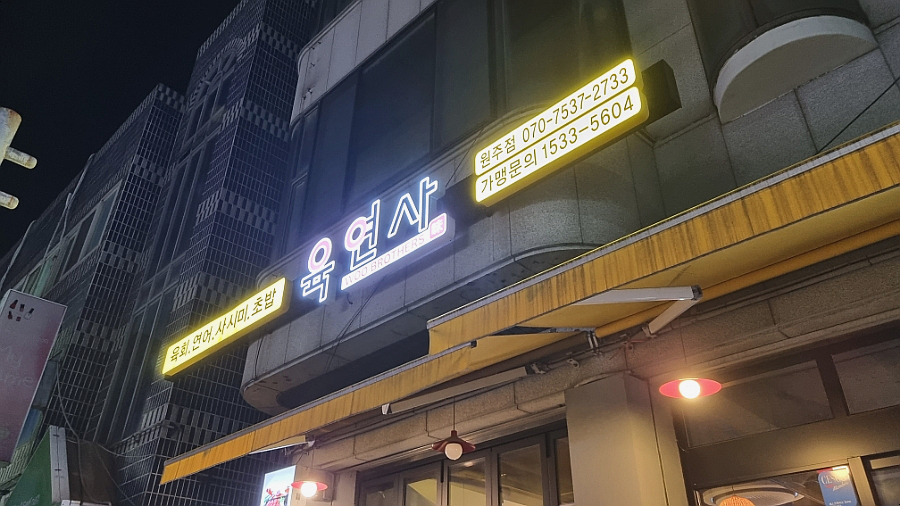 육회.연어.사시미.초밥
육연사
WOO BROTHERS
원주점 070-7537-2733
가맹문의 1533-5604